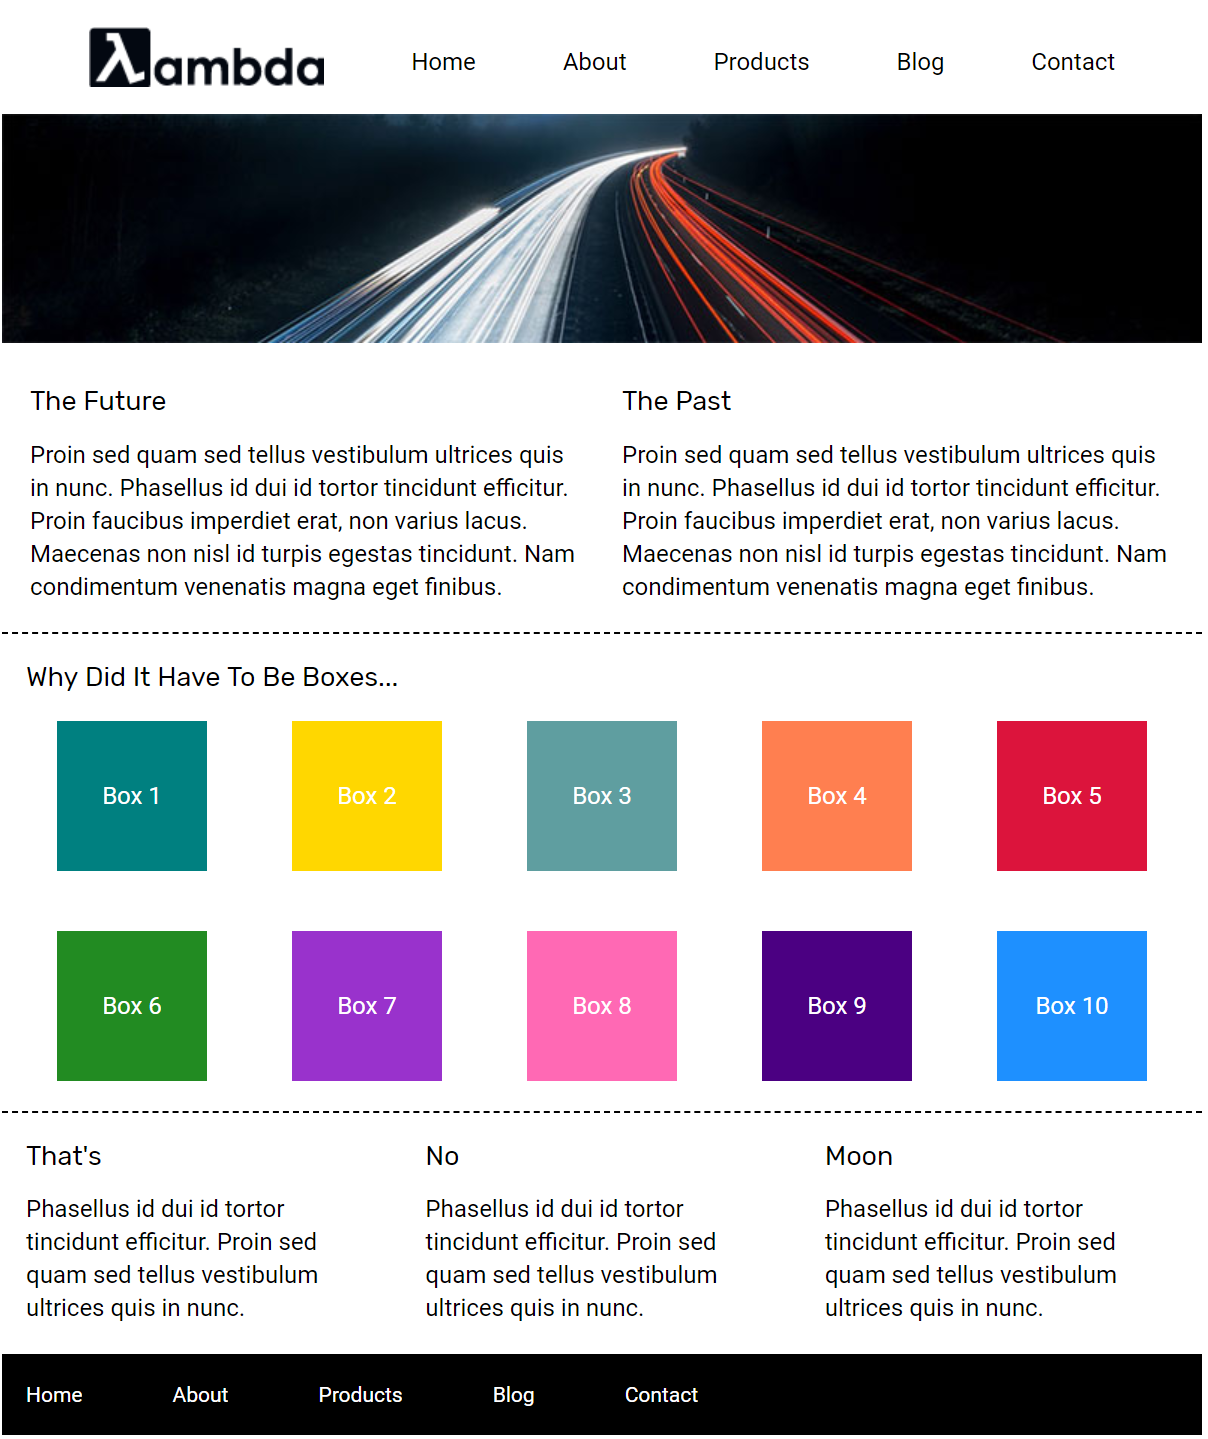 λambda
Home About Products Blog Contact
The Future
Proin sed quam sed tellus vestibulum ultrices quis
in nunc. Phasellus id dui id tortor tincidunt efficitur.
Proin faucibus imperdiet erat, non varius lacus.
Maecenas non nisl id turpis egestas tincidunt. Nam
condimentum venenatis magna eget finibus.
The Past
Proin sed quam sed tellus vestibulum ultrices quis
in nunc. Phasellus id dui id tortor tincidunt efficitur.
Proin faucibus imperdiet erat, non varius lacus.
Maecenas non nisl id turpis egestas tincidunt. Nam
condimentum venenatis magna eget finibus.
Why Did It Have To Be Boxes...
Box 1 Box 2 Box 3 Box 4 Box 5
Box 6 Box 7 Box 8 Box 9 Box 10
That's
Phasellus id dui id tortor
tincidunt efficitur. Proin sed
quam sed tellus vestibulum
ultrices quis in nunc.
No
Phasellus id dui id tortor
tincidunt efficitur. Proin sed
quam sed tellus vestibulum
ultrices quis in nunc.
Moon
Phasellus id dui id tortor
tincidunt efficitur. Proin sed
quam sed tellus vestibulum
ultrices quis in nunc.
Home About Products Blog Contact